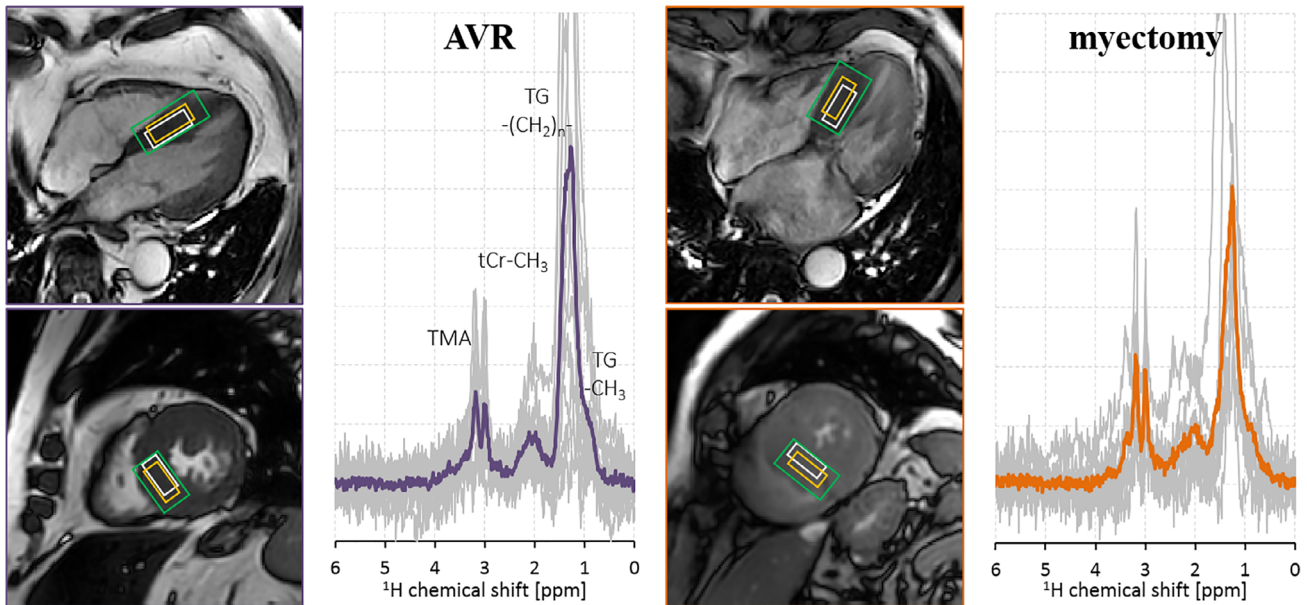 AVR
TG
-(CH₂)ₙ-
tCr-CH₃
TMA
TG
-CH₃
6 5 4 3 2 1 0
¹H chemical shift [ppm]
myectomy
6 5 4 3 2 1 0
¹H chemical shift [ppm]